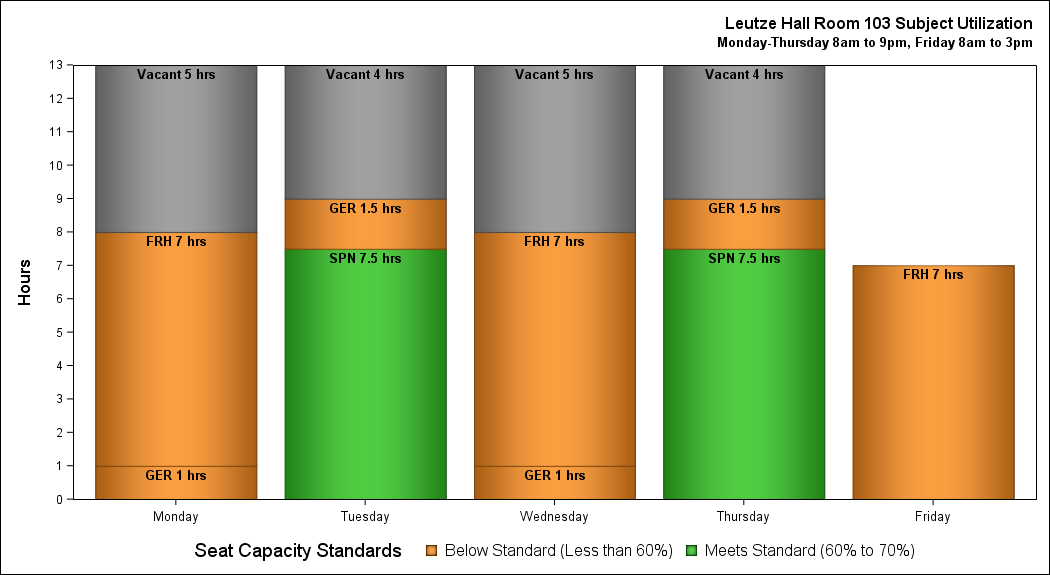 Leutze Hall Room 103 Subject Utilization
Monday-Thursday 8am to 9pm, Friday 8am to 3pm
Hours
13
12
11
10
9
8
7
6
5
4
3
2
1
0
Vacant 5 hrs
FRH 7 hrs
GER 1 hrs
Vacant 4 hrs
GER 1.5 hrs
SPN 7.5 hrs
Vacant 5 hrs
FRH 7 hrs
GER 1 hrs
Vacant 4 hrs
GER 1.5 hrs
SPN 7.5 hrs
FRH 7 hrs
Monday Tuesday Wednesday Thursday Friday
Seat Capacity Standards Below Standard (Less than 60%) Meets Standard (60% to 70%)